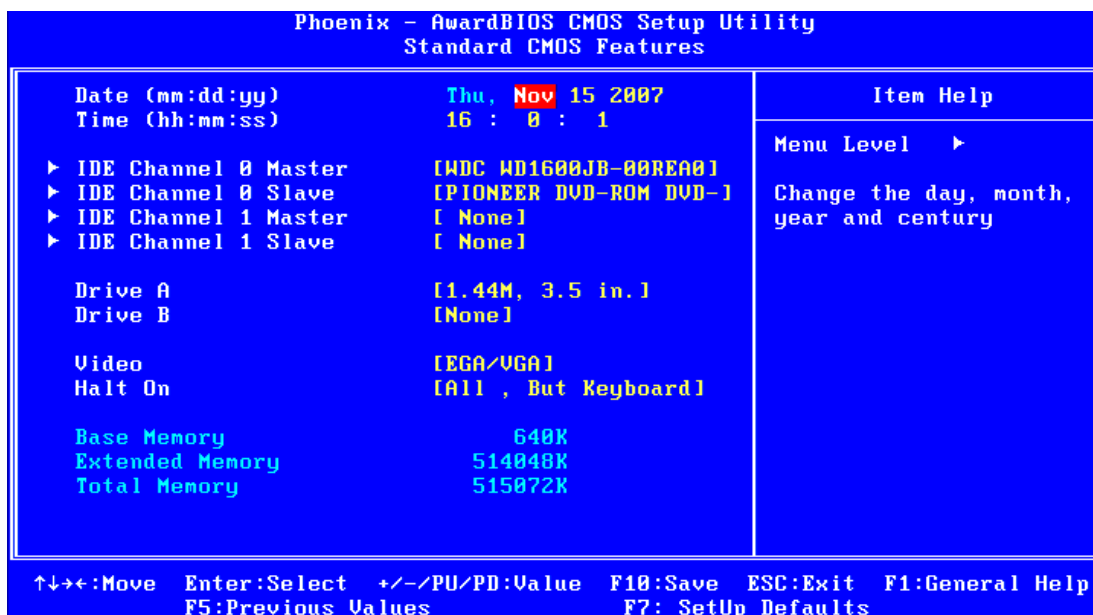 Phoenix - AwardBIOS CMOS Setup Utility
Standard CMOS Features
Date (mm:dd:yy) Thu, Nov 15 2007
Time (hh:mm:ss) 16 : 0 : 1
IDE Channel 0 Master [WDC WD1600JB-00REA0]
IDE Channel 0 Slave [PIONEER DVD-ROM DVD-]
IDE Channel 1 Master [ None]
IDE Channel 1 Slave [ None]
Drive A [1.44M, 3.5 in.]
Drive B [None]
Video [EGA/VGA]
Halt On [All , But Keyboard]
Base Memory 640K
Extended Memory 514048K
Total Memory 515072K
Item Help
Menu Level ▶
Change the day, month,
year and century
↑↓→←:Move Enter:Select +/-/PU/PD:Value F10:Save ESC:Exit F1:General Help
F5:Previous Values F7: SetUp Defaults